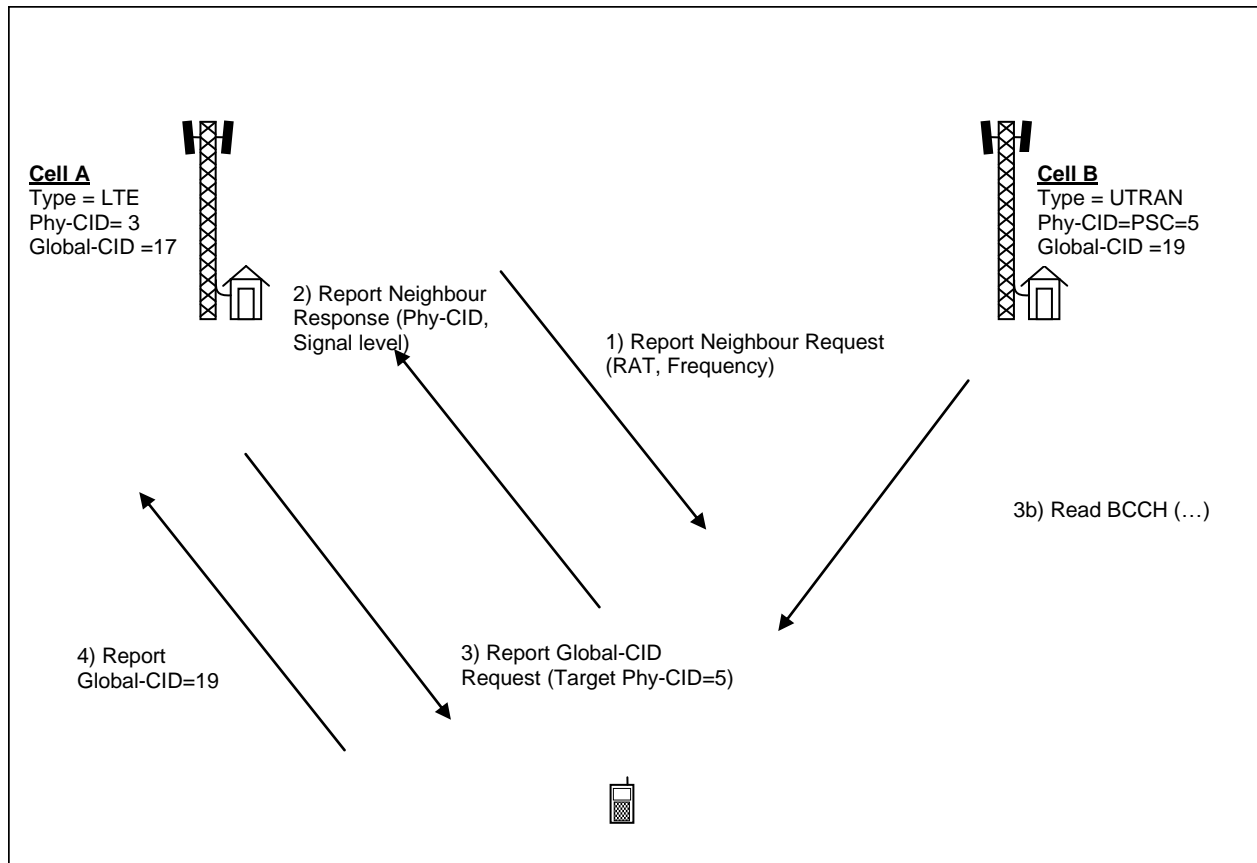 Cell A
Type = LTE
Phy-CID= 3
Global-CID =17
Cell B
Type = UTRAN
Phy-CID=PSC=5
Global-CID =19
2) Report Neighbour
Response (Phy-CID,
Signal level)
1) Report Neighbour Request
(RAT, Frequency)
3b) Read BCCH (…)
4) Report
Global-CID=19
3) Report Global-CID
Request (Target Phy-CID=5)